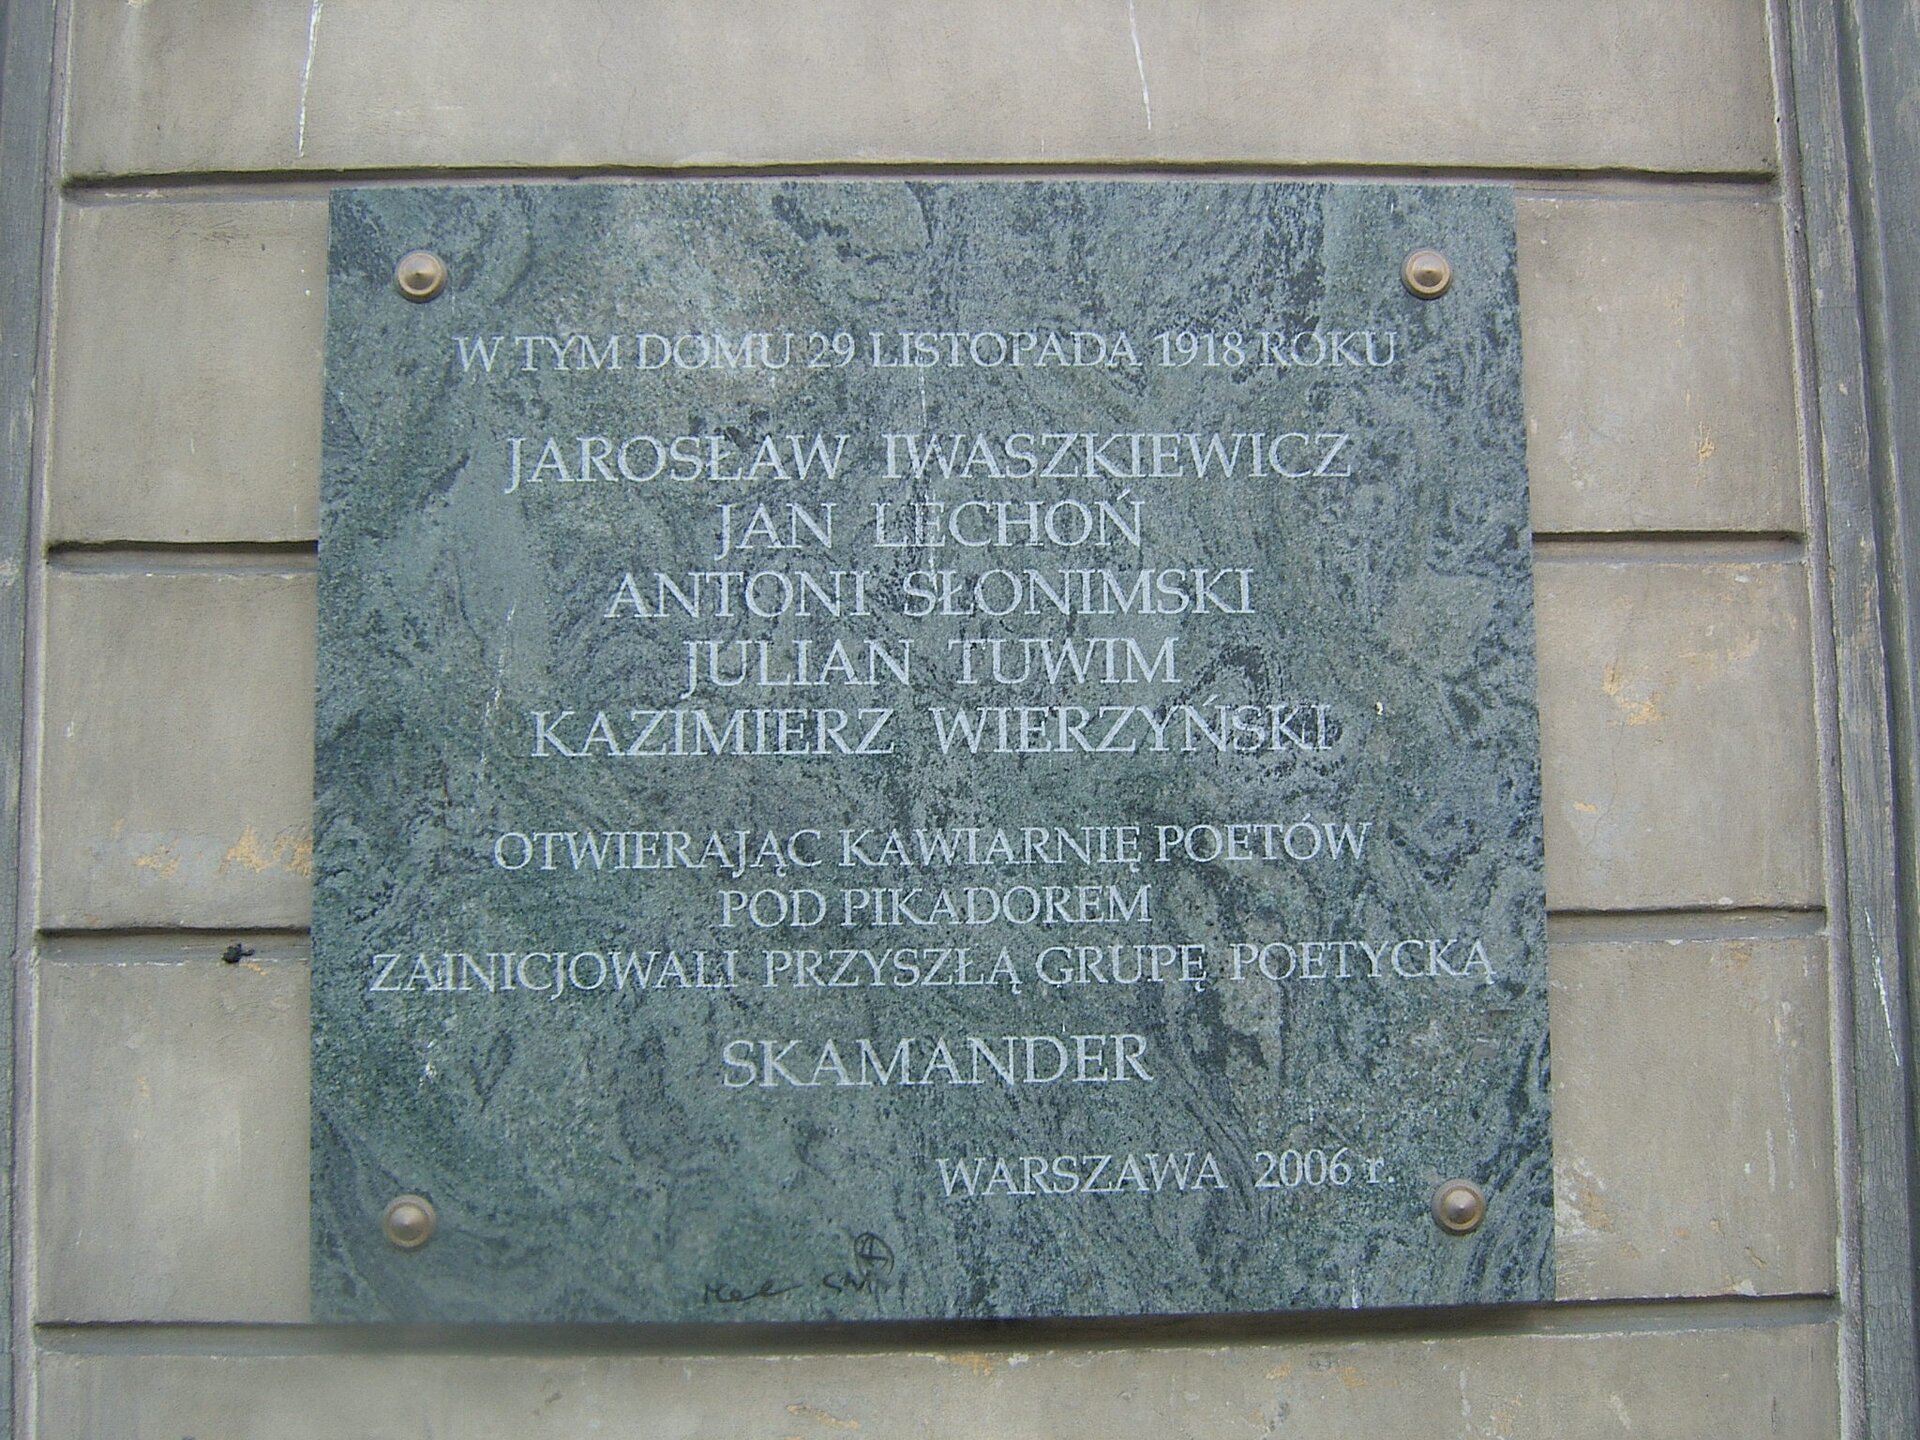 W TYM DOMU 29 LISTOPADA 1918 ROKU
JAROSŁAW IWASZKIEWICZ
JAN LECHOŃ
ANTONI SŁONIMSKI
JULIAN TUWIM
KAZIMIERZ WIERZYŃSKI
OTWIERAJĄC KAWIARNIĘ POETÓW
POD PIKADOREM
ZAINICJOWALI PRZYSZŁĄ GRUPĘ POETYCKĄ
SKAMANDER
WARSZAWA 2006 r.